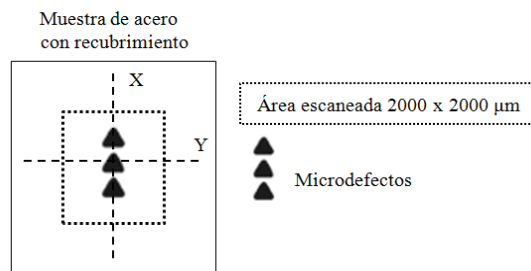 Muestra de acero
con recubrimiento
X
Y
Área escaneada 2000 x 2000 µm
Microdefectos